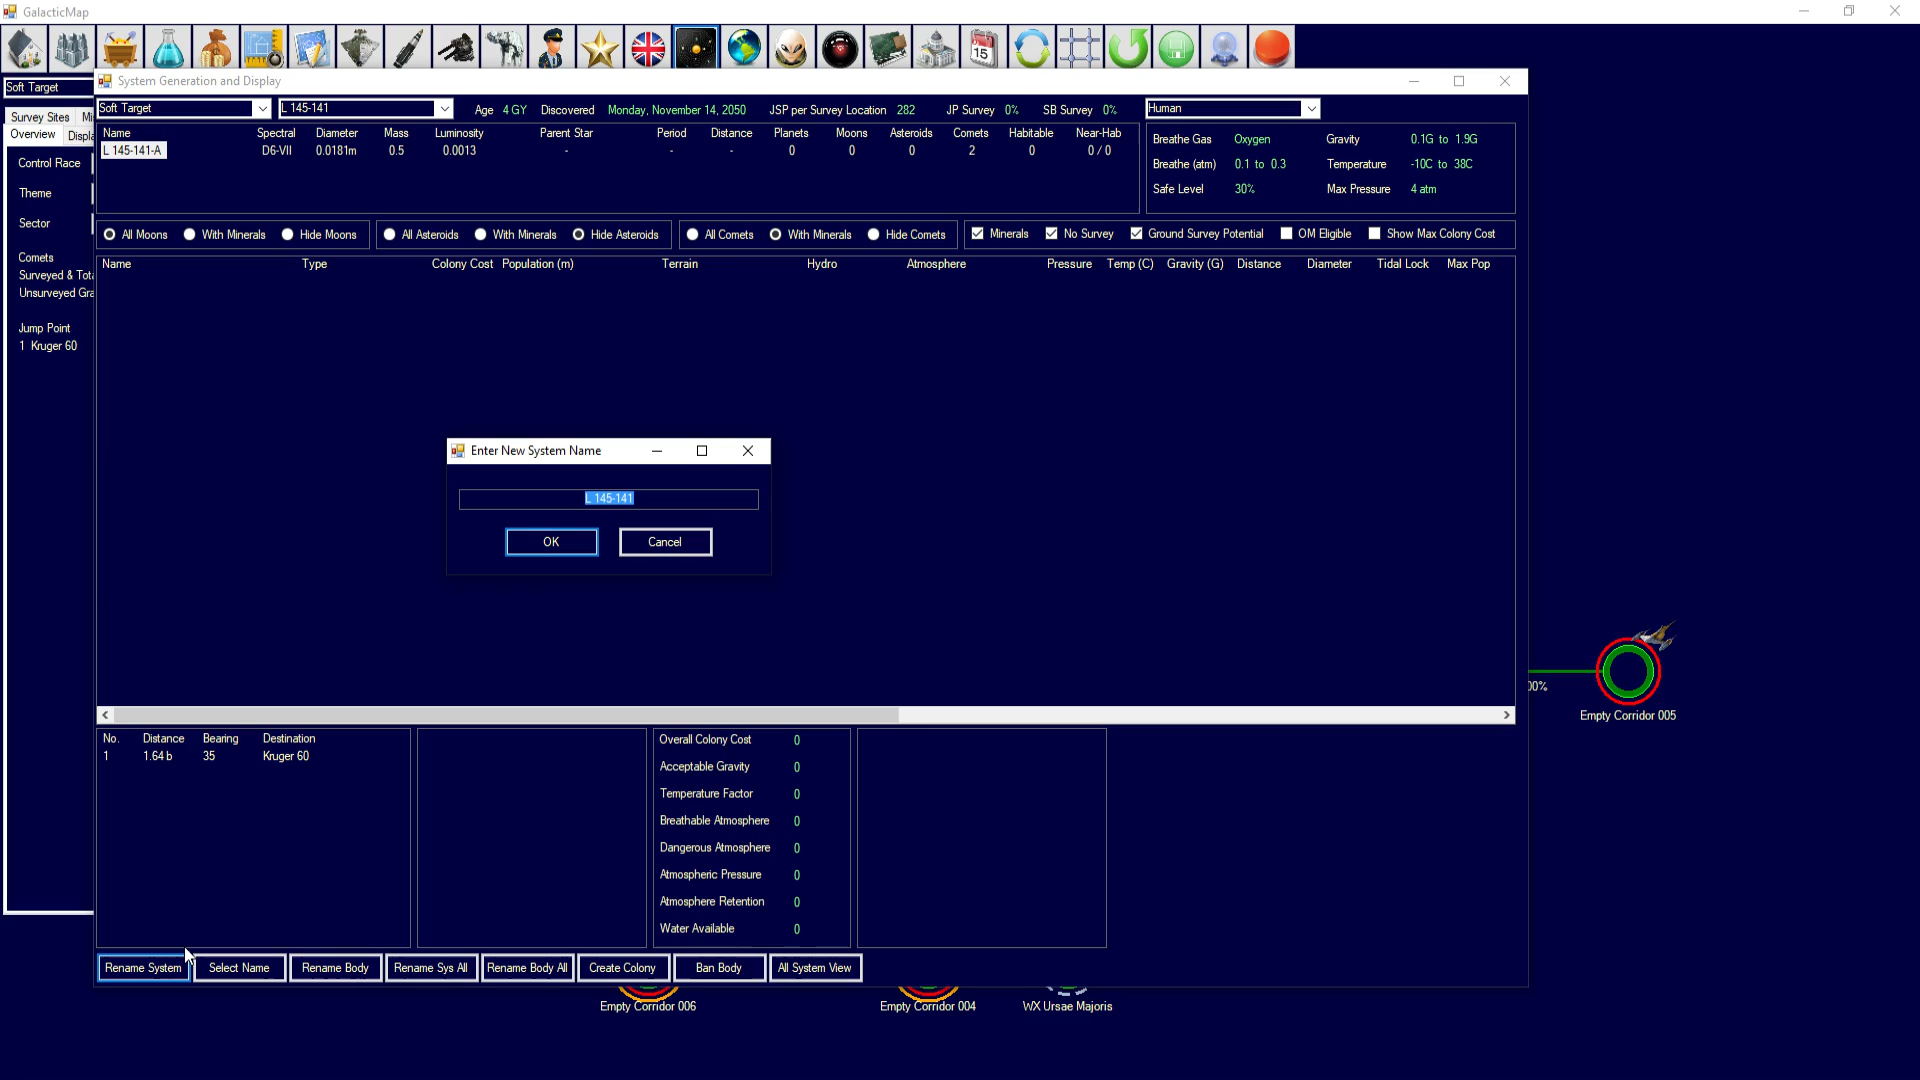 GalacticMap
15
System Generation and Display
Soft Target
Soft Target
L 145-141
Age 4 GY Discovered Monday, November 14, 2050 JSP per Survey Location 282 JP Survey 0% SB Survey 0%
Human
Survey Sites Mi
Overview Displa
Control Race
Theme
Sector
Comets
Surveyed & Tota
Unsurveyed Gra
Jump Point
1 Kruger 60
Name Spectral Diameter Mass Luminosity Parent Star Period Distance Planets Moons Asteroids Comets Habitable Near-Hab
L 145-141-A D6-VII 0.0181m 0.5 0.0013 - - - 0 0 0 2 0 0 / 0
Breathe Gas Oxygen Gravity 0.1G to 1.9G
Breathe (atm) 0.1 to 0.3 Temperature -10C to 38C
Safe Level 30% Max Pressure 4 atm
All Moons With Minerals Hide Moons All Asteroids With Minerals Hide Asteroids All Comets With Minerals Hide Comets Minerals No Survey Ground Survey Potential OM Eligible Show Max Colony Cost
Name Type Colony Cost Population (m) Terrain Hydro Atmosphere Pressure Temp (C) Gravity (G) Distance Diameter Tidal Lock Max Pop
Enter New System Name
L 145-141
OK Cancel
00%
Empty Corridor 005
No. Distance Bearing Destination
1 1.64 b 35 Kruger 60
Overall Colony Cost 0
Acceptable Gravity 0
Temperature Factor 0
Breathable Atmosphere 0
Dangerous Atmosphere 0
Atmospheric Pressure 0
Atmosphere Retention 0
Water Available 0
Rename System Select Name Rename Body Rename Sys All Rename Body All Create Colony Ban Body All System View
Empty Corridor 006 Empty Corridor 004 WX Ursae Majoris